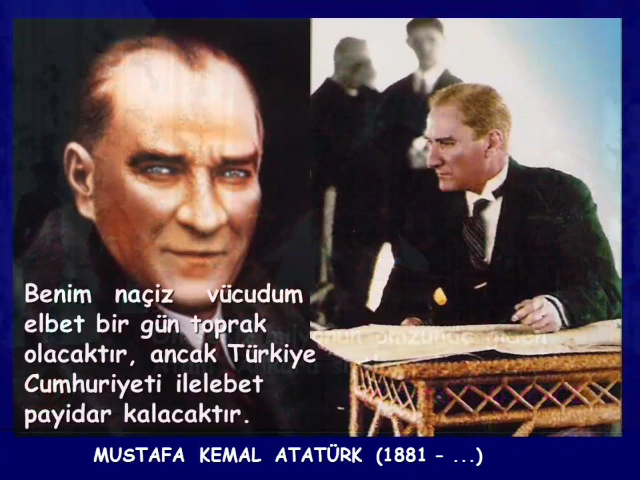 Benim naçiz vücudum
elbet bir gün toprak
olacaktır, ancak Türkiye
Cumhuriyeti ilelebet
payidar kalacaktır.
MUSTAFA KEMAL ATATÜRK (1881 - ...)